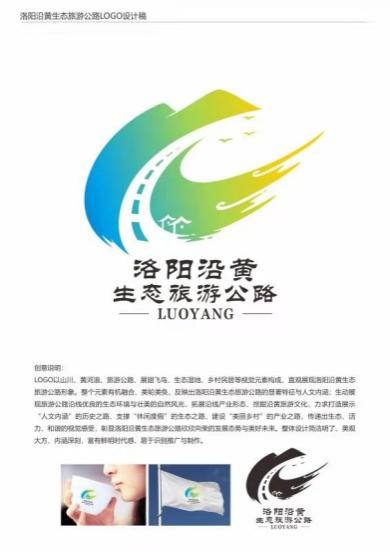 洛阳沿黄生态旅游公路LOGO设计稿
洛阳沿黄
生态旅游公路
LUOYANG
创意说明：
LOGO以山川、黄河浪、旅游公路、展翅飞鸟、生态湿地、乡村民居等视觉元素构成，直观展现洛阳沿黄生态
旅游公路形象。整个元素有机融合、美轮美奂，反映出洛阳沿黄生态旅游公路的显著特征与人文内涵；生动展
现旅游公路沿线优良的生态环境与壮美的自然风光，拓展沿线产业形态、挖掘沿黄旅游文化，力求打造展示
“人文内涵”的历史之路、支撑“休闲度假”的生态之路、建设“美丽乡村”的产业之路，传递出生态、活
力、和谐的视觉感受，彰显洛阳沿黄生态旅游公路欣欣向荣的发展态势与美好未来。整体设计简洁明了、美观
大方、内涵深刻，富有鲜明时代感、易于识别推广与制作。
洛阳沿黄
生态旅游公路
LUOYANG